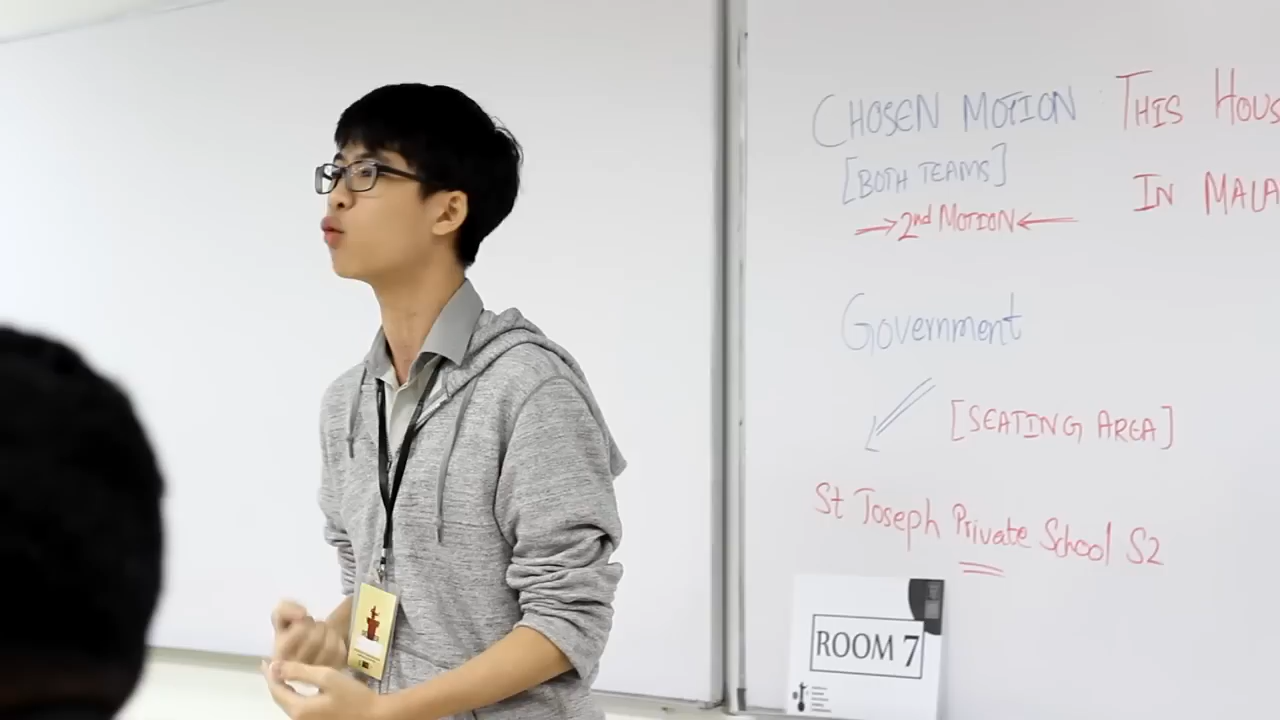 CHOSEN MOTION
[BOTH TEAMS]
→ 2nd MOTION ←
THIS HOUS
IN MALA
Government
[SEATING AREA]
St Joseph Private School S2
ROOM 7